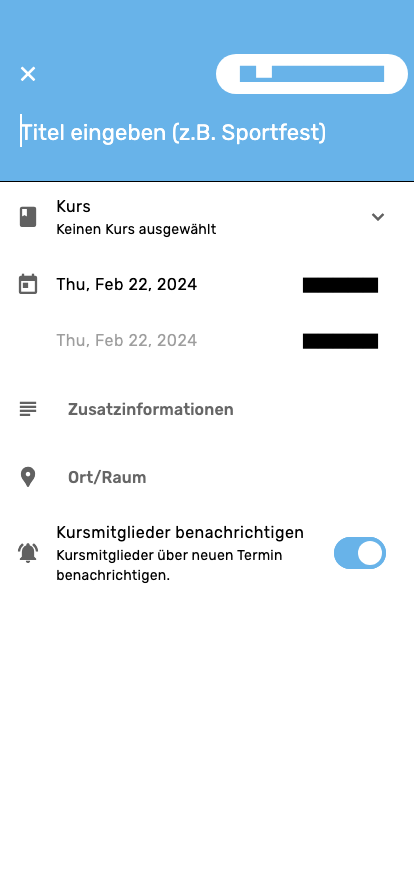 Titel eingeben (z.B. Sportfest)
Kurs
Keinen Kurs ausgewählt
Thu, Feb 22, 2024
Thu, Feb 22, 2024
Zusatzinformationen
Ort/Raum
Kursmitglieder benachrichtigen
Kursmitglieder über neuen Termin
benachrichtigen.